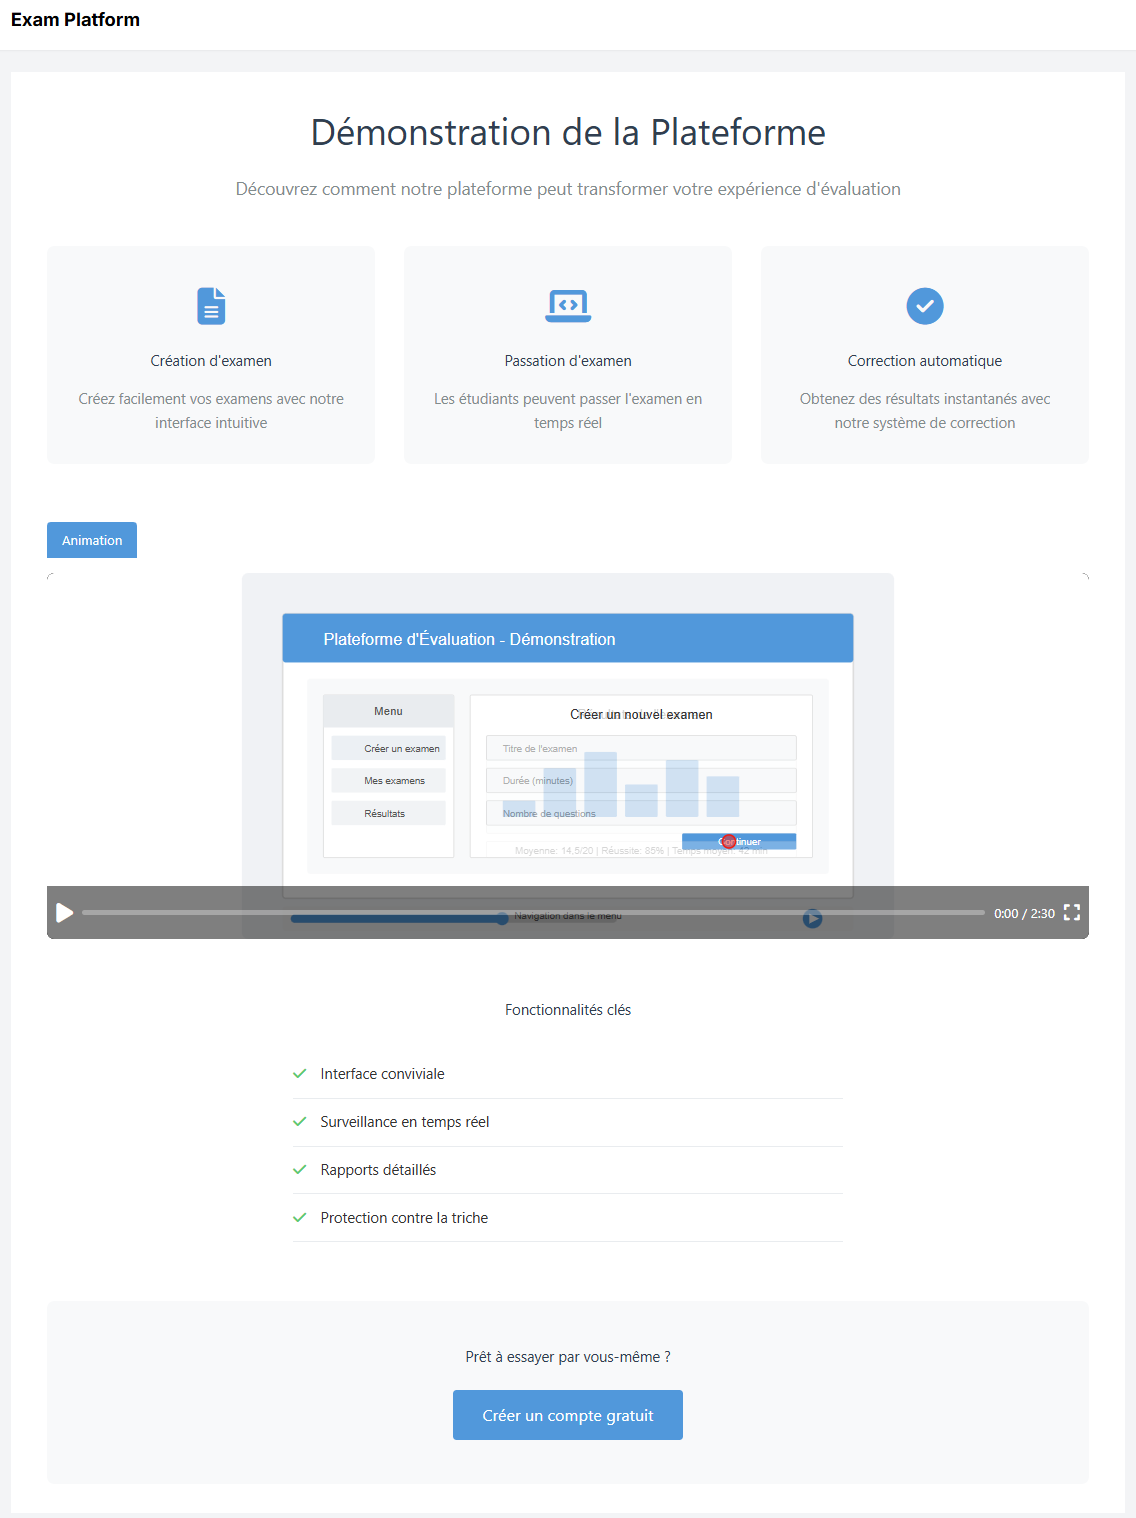 Exam Platform
Démonstration de la Plateforme
Découvrez comment notre plateforme peut transformer votre expérience d'évaluation
Création d'examen
Créez facilement vos examens avec notre
interface intuitive
Passation d'examen
Les étudiants peuvent passer l'examen en
temps réel
Correction automatique
Obtenez des résultats instantanés avec
notre système de correction
Animation
Plateforme d'Évaluation - Démonstration
Menu
Créer un examen
Mes examens
Résultats
Créer un nouvel examen
Titre de l'examen
Durée (minutes)
Nombre de questions
Continuer
Moyenne: 14,5/20 | Réussite: 85% | Temps moyen: 42 min
Navigation dans le menu
0:00 / 2:30
Fonctionnalités clés
Interface conviviale
Surveillance en temps réel
Rapports détaillés
Protection contre la triche
Prêt à essayer par vous-même ?
Créer un compte gratuit